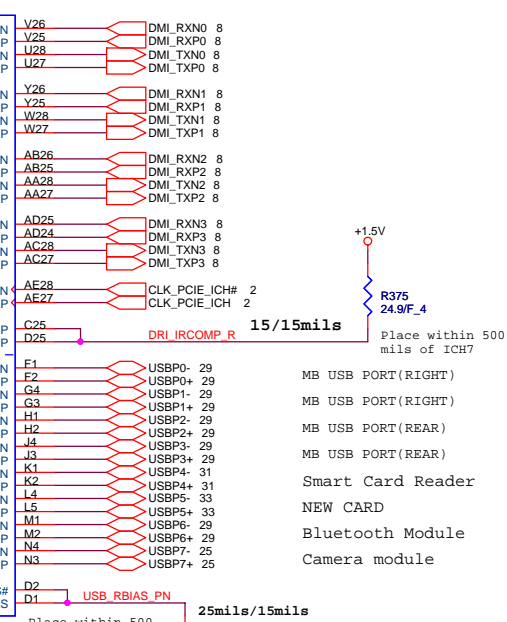 N V26 DMI_RXN0 8
P V25 DMI_RXP0 8
N U28 DMI_TXN0 8
P U27 DMI_TXP0 8
N Y26 DMI_RXN1 8
P Y25 DMI_RXP1 8
N W28 DMI_TXN1 8
P W27 DMI_TXP1 8
N AB26 DMI_RXN2 8
P AB25 DMI_RXP2 8
N AA28 DMI_TXN2 8
P AA27 DMI_TXP2 8
N AD25 DMI_RXN3 8
P AD24 DMI_RXP3 8
N AC28 DMI_TXN3 8
P AC27 DMI_TXP3 8
+1.5V
N AE28 CLK_PCIE_ICH# 2
P AE27 CLK_PCIE_ICH 2
R375
24.9/F_4
P C25
P D25 DRI_IRCOMP_R 15/15mils
Place within 500
mils of ICH7
N F1 USBP0- 29
P F2 USBP0+ 29 MB USB PORT(RIGHT)
N G4 USBP1- 29
P G3 USBP1+ 29 MB USB PORT(RIGHT)
N H1 USBP2- 29
P H2 USBP2+ 29 MB USB PORT(REAR)
N J4 USBP3- 29
P J3 USBP3+ 29 MB USB PORT(REAR)
N K1 USBP4- 31
P K2 USBP4+ 31 Smart Card Reader
N L4 USBP5- 33
P L5 USBP5+ 33 NEW CARD
N M1 USBP6- 29
P M2 USBP6+ 29 Bluetooth Module
N N4 USBP7- 25
P N3 USBP7+ 25 Camera module
S# D2
S D1 USB_RBIAS_PN
25mils/15mils
Place within 500